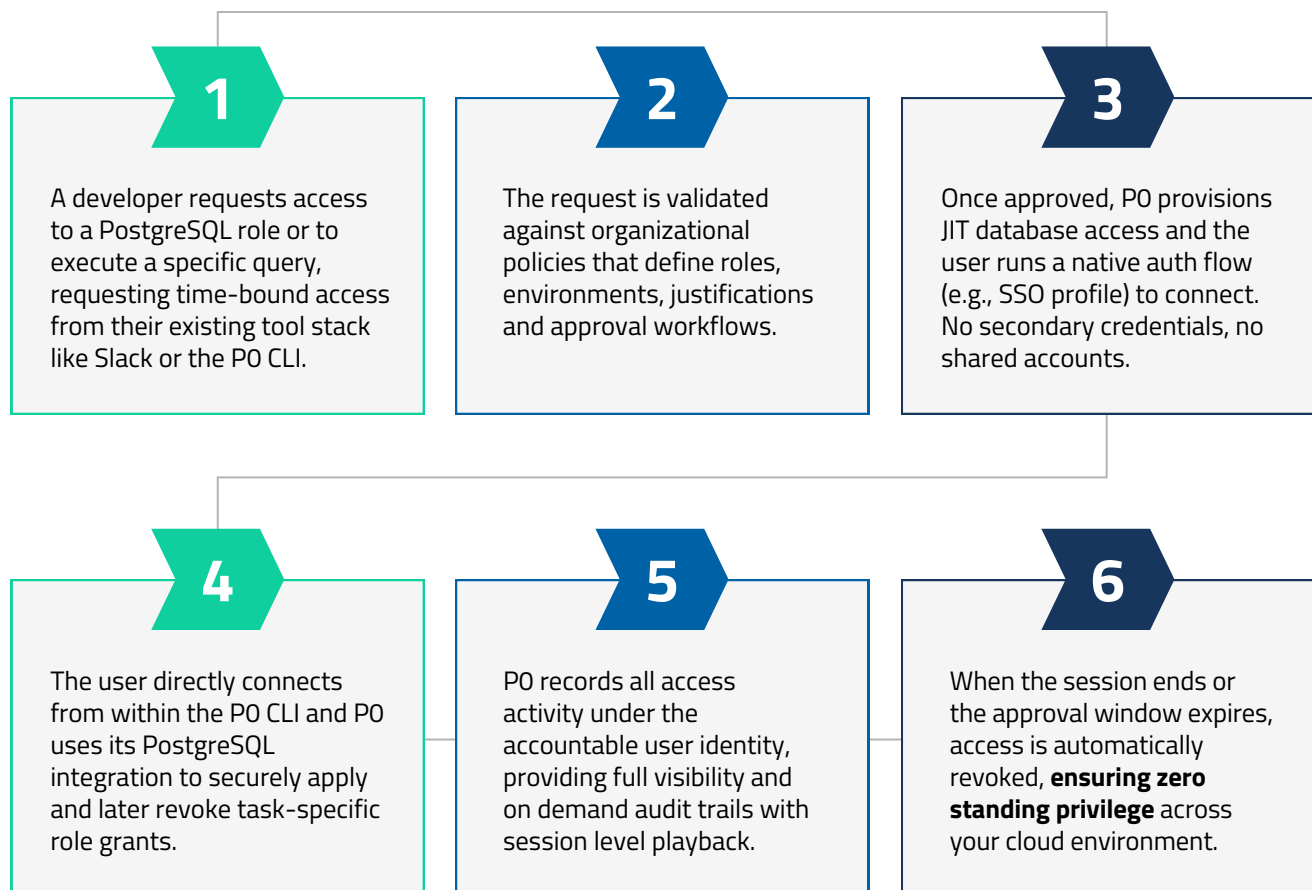 1
A developer requests access
to a PostgreSQL role or to
execute a specific query,
requesting time-bound access
from their existing tool stack
like Slack or the P0 CLI.
2
The request is validated
against organizational
policies that define roles,
environments, justifications
and approval workflows.
3
Once approved, P0 provisions
JIT database access and the
user runs a native auth flow
(e.g., SSO profile) to connect.
No secondary credentials, no
shared accounts.
4
The user directly connects
from within the P0 CLI and P0
uses its PostgreSQL
integration to securely apply
and later revoke task-specific
role grants.
5
P0 records all access
activity under the
accountable user identity,
providing full visibility and
on demand audit trails with
session level playback.
6
When the session ends or
the approval window expires,
access is automatically
revoked, ensuring zero
standing privilege across
your cloud environment.